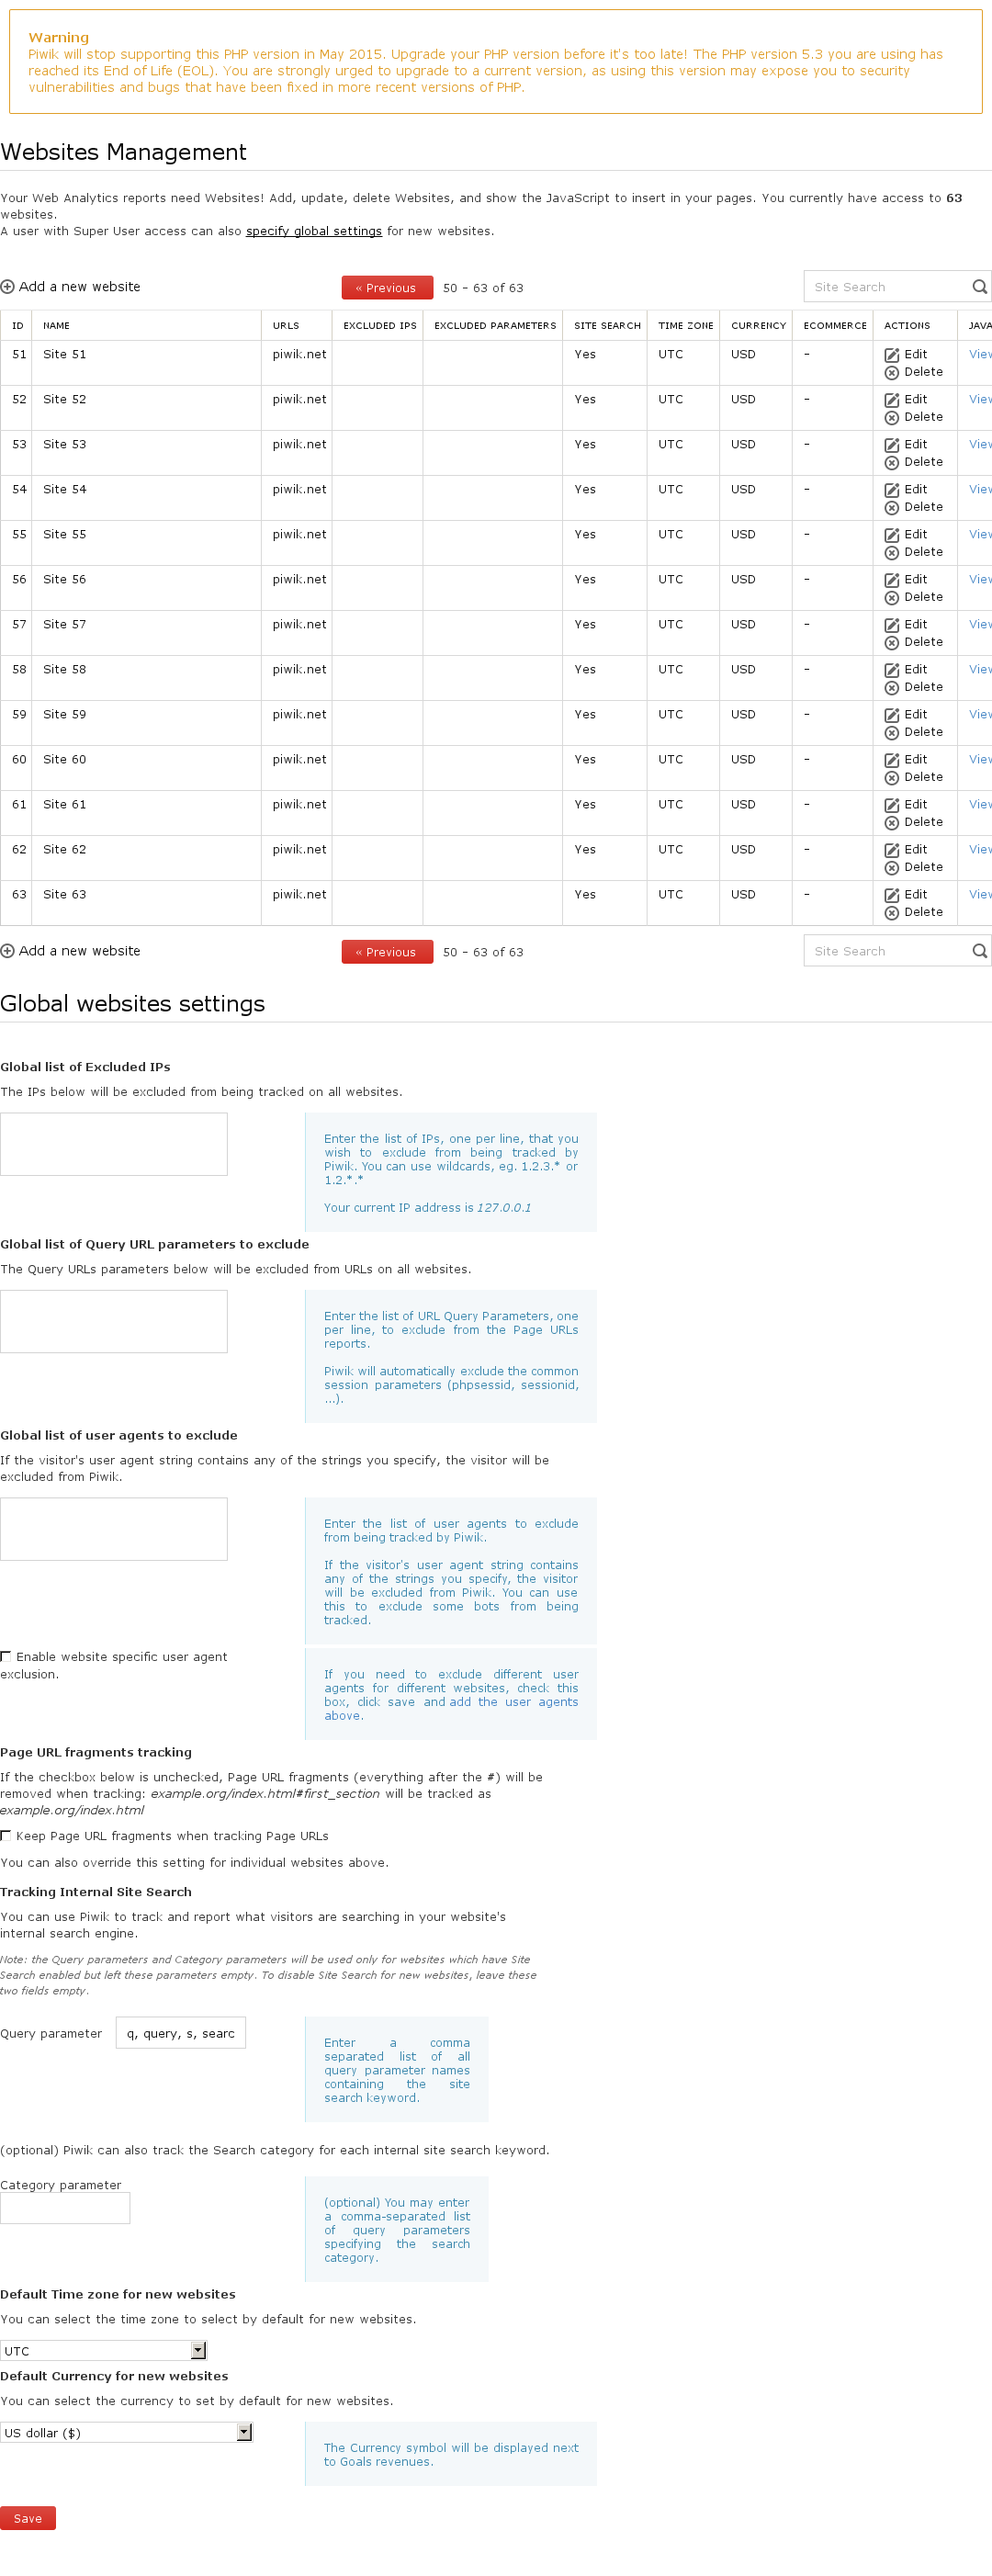 Warning
Piwik will stop supporting this PHP version in May 2015. Upgrade your PHP version before it's too late! The PHP version 5.3 you are using has
reached its End of Life (EOL). You are strongly urged to upgrade to a current version, as using this version may expose you to security
vulnerabilities and bugs that have been fixed in more recent versions of PHP.
Websites Management
Your Web Analytics reports need Websites! Add, update, delete Websites, and show the JavaScript to insert in your pages. You currently have access to 63
websites.
A user with Super User access can also specify global settings for new websites.
Add a new website « Previous 50 - 63 of 63 Site Search
ID NAME URLS EXCLUDED IPS EXCLUDED PARAMETERS SITE SEARCH TIME ZONE CURRENCY ECOMMERCE ACTIONS JAVA
51 Site 51 piwik.net Yes UTC USD - Edit View
Delete
52 Site 52 piwik.net Yes UTC USD - Edit View
Delete
53 Site 53 piwik.net Yes UTC USD - Edit View
Delete
54 Site 54 piwik.net Yes UTC USD - Edit View
Delete
55 Site 55 piwik.net Yes UTC USD - Edit View
Delete
56 Site 56 piwik.net Yes UTC USD - Edit View
Delete
57 Site 57 piwik.net Yes UTC USD - Edit View
Delete
58 Site 58 piwik.net Yes UTC USD - Edit View
Delete
59 Site 59 piwik.net Yes UTC USD - Edit View
Delete
60 Site 60 piwik.net Yes UTC USD - Edit View
Delete
61 Site 61 piwik.net Yes UTC USD - Edit View
Delete
62 Site 62 piwik.net Yes UTC USD - Edit View
Delete
63 Site 63 piwik.net Yes UTC USD - Edit View
Delete
Add a new website « Previous 50 - 63 of 63 Site Search
Global websites settings
Global list of Excluded IPs
The IPs below will be excluded from being tracked on all websites.
Enter the list of IPs, one per line, that you
wish to exclude from being tracked by
Piwik. You can use wildcards, eg. 1.2.3.* or
1.2.*.*
Your current IP address is 127.0.0.1
Global list of Query URL parameters to exclude
The Query URLs parameters below will be excluded from URLs on all websites.
Enter the list of URL Query Parameters, one
per line, to exclude from the Page URLs
reports.
Piwik will automatically exclude the common
session parameters (phpsessid, sessionid,
...).
Global list of user agents to exclude
If the visitor's user agent string contains any of the strings you specify, the visitor will be
excluded from Piwik.
Enter the list of user agents to exclude
from being tracked by Piwik.
If the visitor's user agent string contains
any of the strings you specify, the visitor
will be excluded from Piwik. You can use
this to exclude some bots from being
tracked.
Enable website specific user agent
exclusion.
If you need to exclude different user
agents for different websites, check this
box, click save and add the user agents
above.
Page URL fragments tracking
If the checkbox below is unchecked, Page URL fragments (everything after the #) will be
removed when tracking: example.org/index.html#first_section will be tracked as
example.org/index.html
Keep Page URL fragments when tracking Page URLs
You can also override this setting for individual websites above.
Tracking Internal Site Search
You can use Piwik to track and report what visitors are searching in your website's
internal search engine.
Note: the Query parameters and Category parameters will be used only for websites which have Site
Search enabled but left these parameters empty. To disable Site Search for new websites, leave these
two fields empty.
Query parameter q, query, s, searc
Enter a comma
separated list of all
query parameter names
containing the site
search keyword.
(optional) Piwik can also track the Search category for each internal site search keyword.
Category parameter
(optional) You may enter
a comma-separated list
of query parameters
specifying the search
category.
Default Time zone for new websites
You can select the time zone to select by default for new websites.
UTC
Default Currency for new websites
You can select the currency to set by default for new websites.
US dollar ($)
The Currency symbol will be displayed next
to Goals revenues.
Save